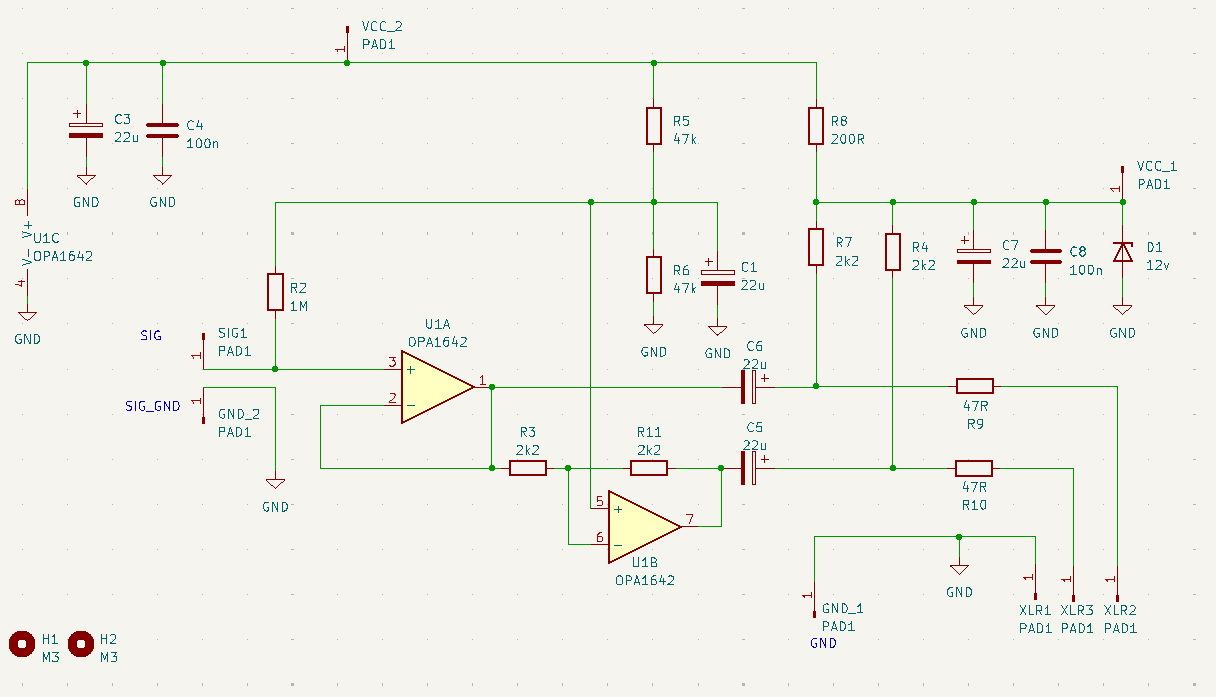 VCC_2
PAD1
1
C3
22u
+
C4
100n
GND
GND
R5
47k
R8
200R
VCC_1
PAD1
1
8
V+
U1C
V-
OPA1642
4
GND
R2
1M
R6
47k
+
C1
22u
GND
GND
R7
2k2
R4
2k2
+
C7
22u
C8
100n
D1
12v
GND
GND
GND
SIG
SIG1
PAD1
1
SIG_GND
1
GND_2
PAD1
GND
U1A
OPA1642
3
+
2
-
1
C6
22u
+
47R
R9
R3
2k2
R11
2k2
C5
22u
+
47R
R10
5
+
6
-
7
U1B
OPA1642
1
GND_1
PAD1
GND
GND
1
1
1
XLR1
PAD1
XLR3
PAD1
XLR2
PAD1
H1
M3
H2
M3